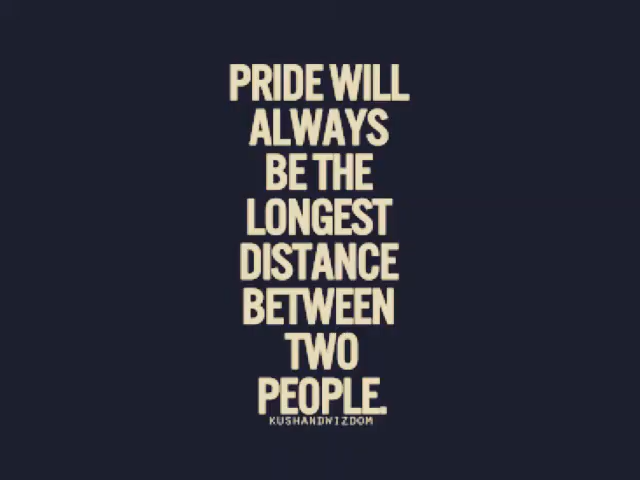 PRIDE WILL
ALWAYS
BE THE
LONGEST
DISTANCE
BETWEEN
TWO
PEOPLE.
KUSHANDWIZDOM